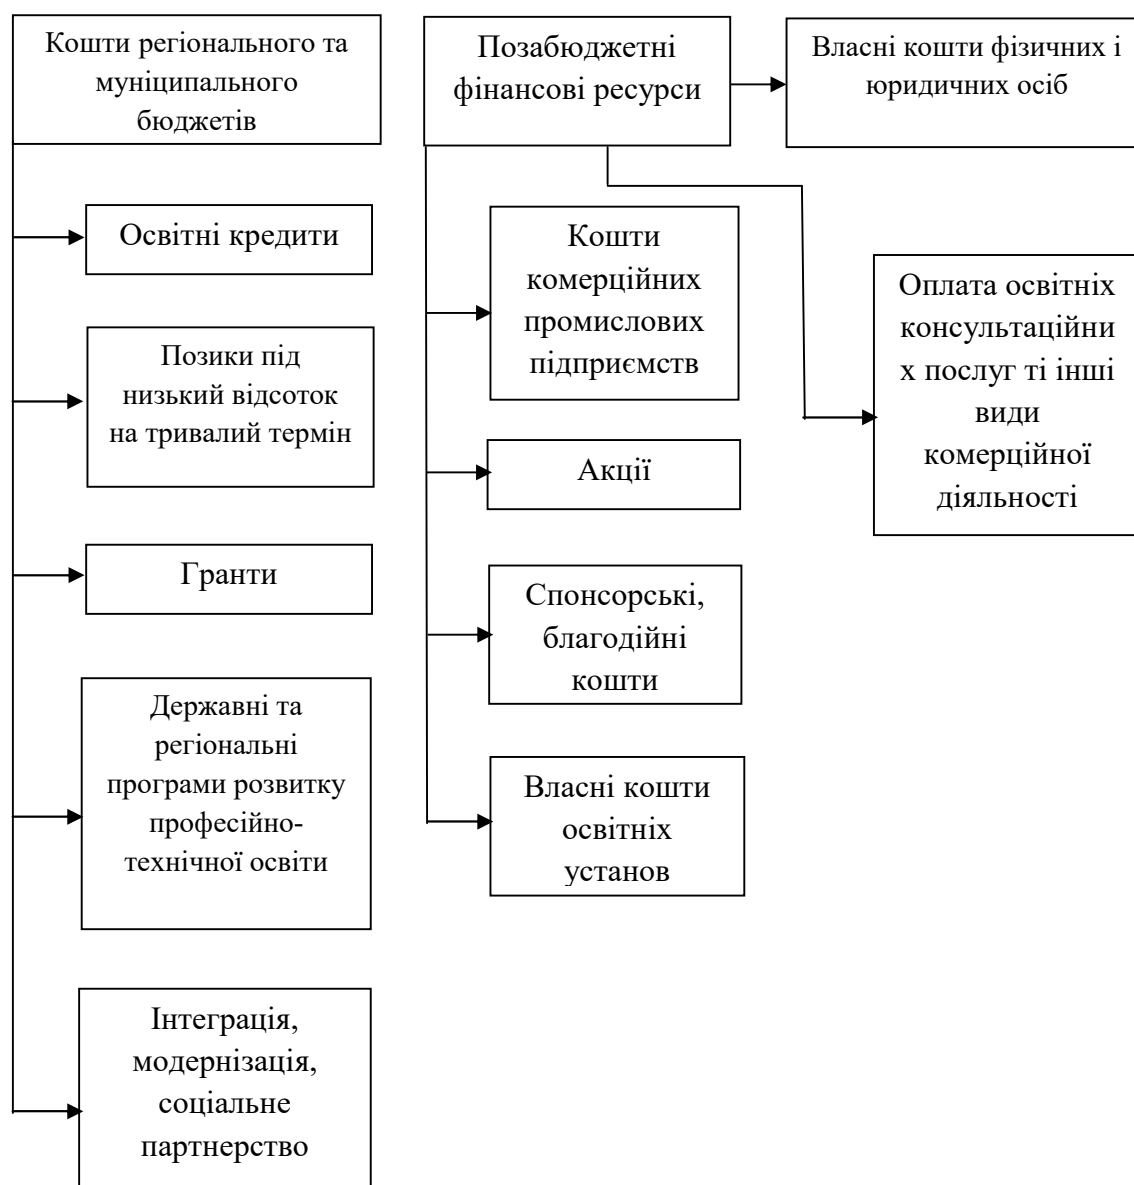 Кошти регіонального та
муніципального
бюджетів
Освітні кредити
Позики під
низький відсоток
на тривалий термін
Гранти
Державні та
регіональні
програми розвитку
професійно-
технічної освіти
Інтеграція,
модернізація,
соціальне
партнерство
Позабюджетні
фінансові ресурси
Кошти
комерційних
промислових
підприємств
Акції
Спонсорські,
благодійні
кошти
Власні кошти
освітніх
установ
Власні кошти фізичних і
юридичних осіб
Оплата освітніх
консультаційни
х послуг ті інші
види
комерційної
діяльності